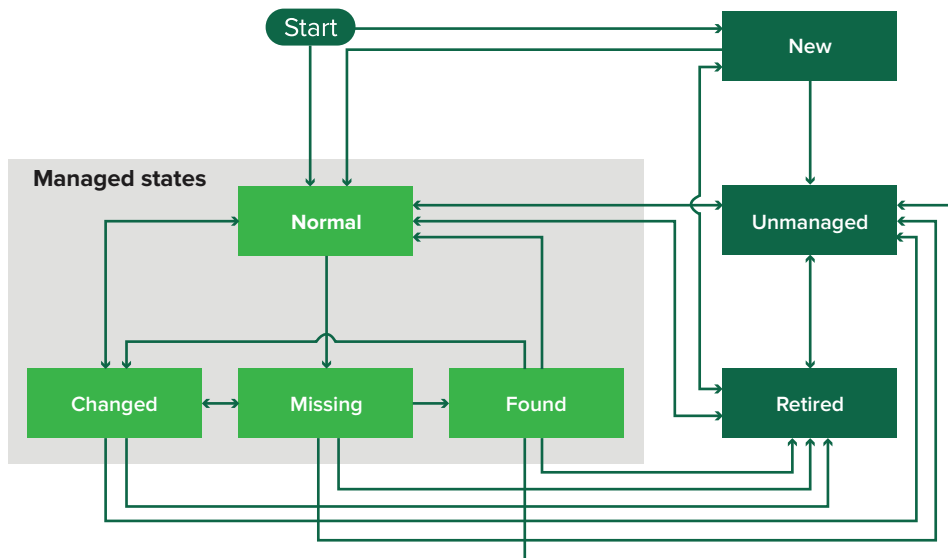 Start
New
Managed states
Normal
Unmanaged
Changed
Missing
Found
Retired